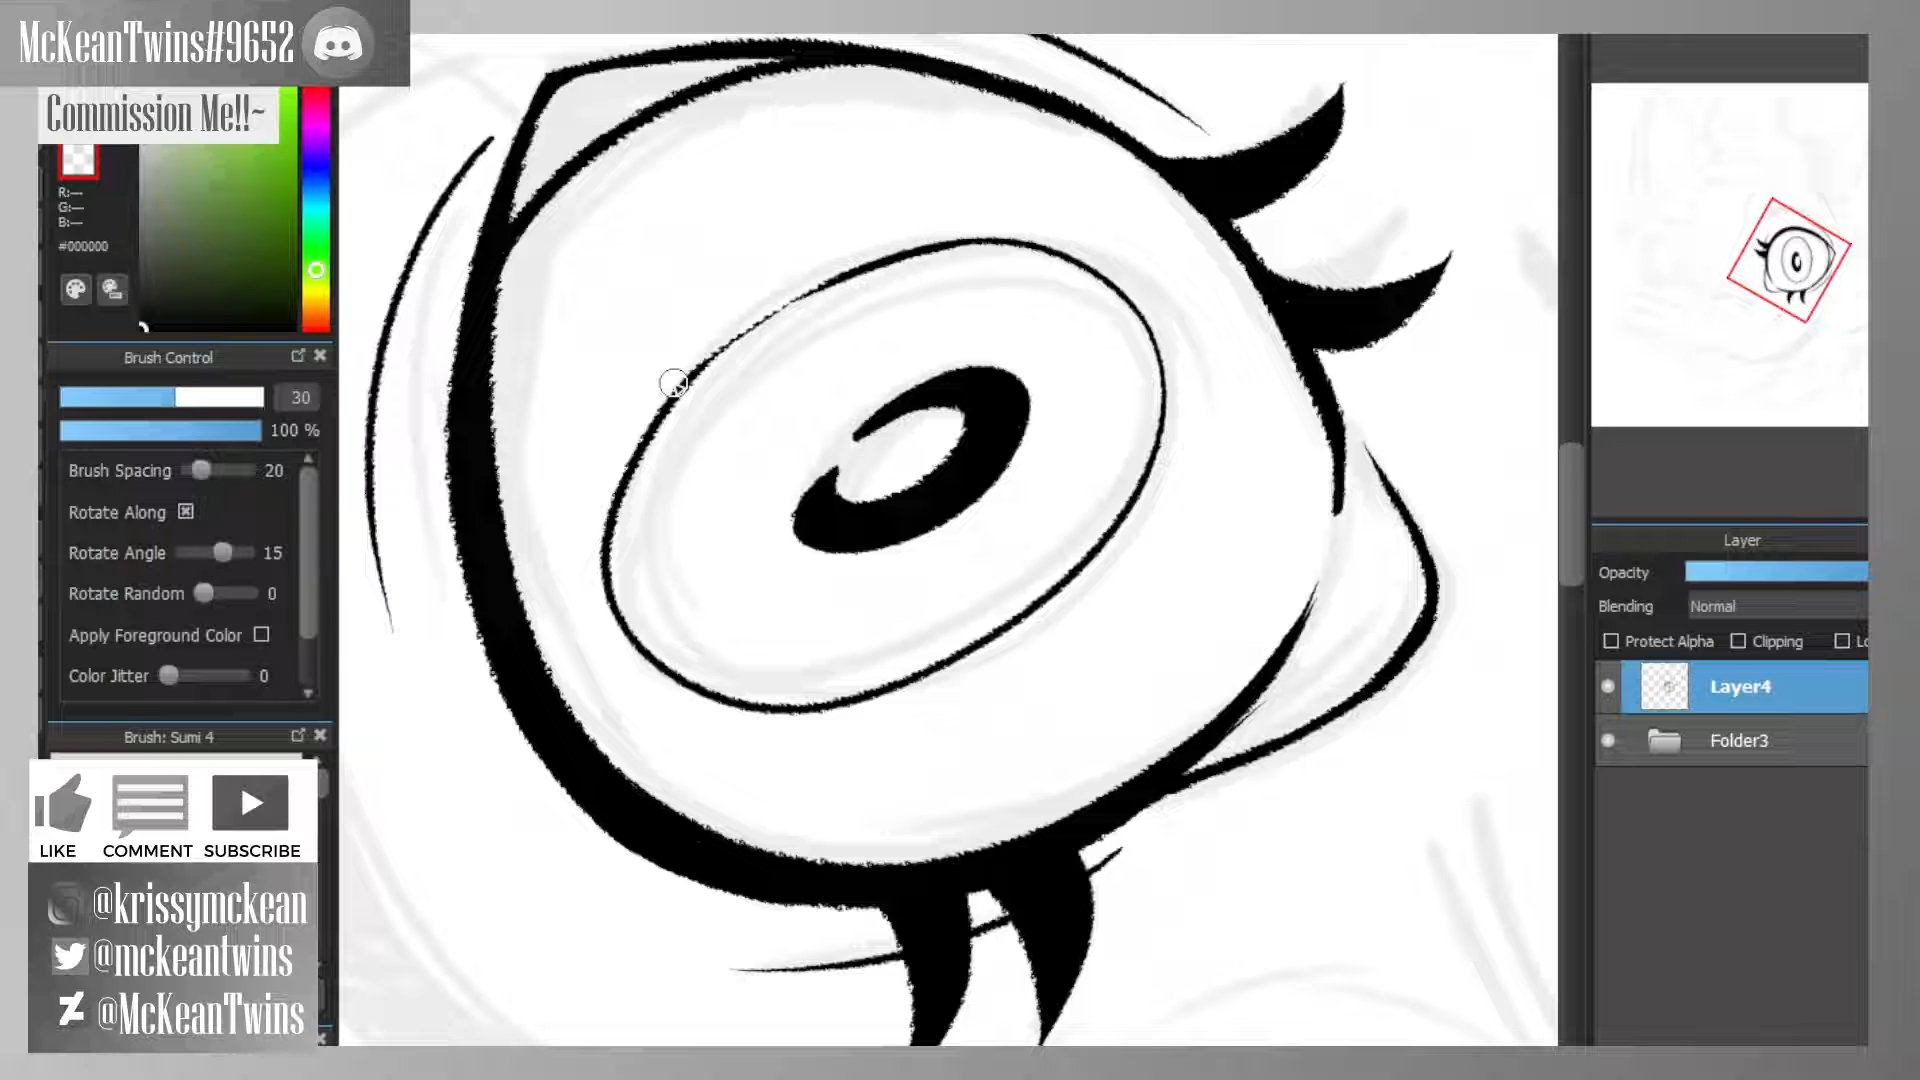 McKeanTwins#9652
Commission Me!!~
R:---
G:---
B:---
#000000
Brush Control
30
100 %
Brush Spacing 20
Rotate Along
Rotate Angle 15
Rotate Random 0
Apply Foreground Color
Color Jitter 0
Brush: Sumi 4
LIKE COMMENT SUBSCRIBE
@krissymckean
@mckeantwins
@McKeanTwins
Layer
Opacity
Blending Normal
Protect Alpha Clipping Lo
Layer4
Folder3